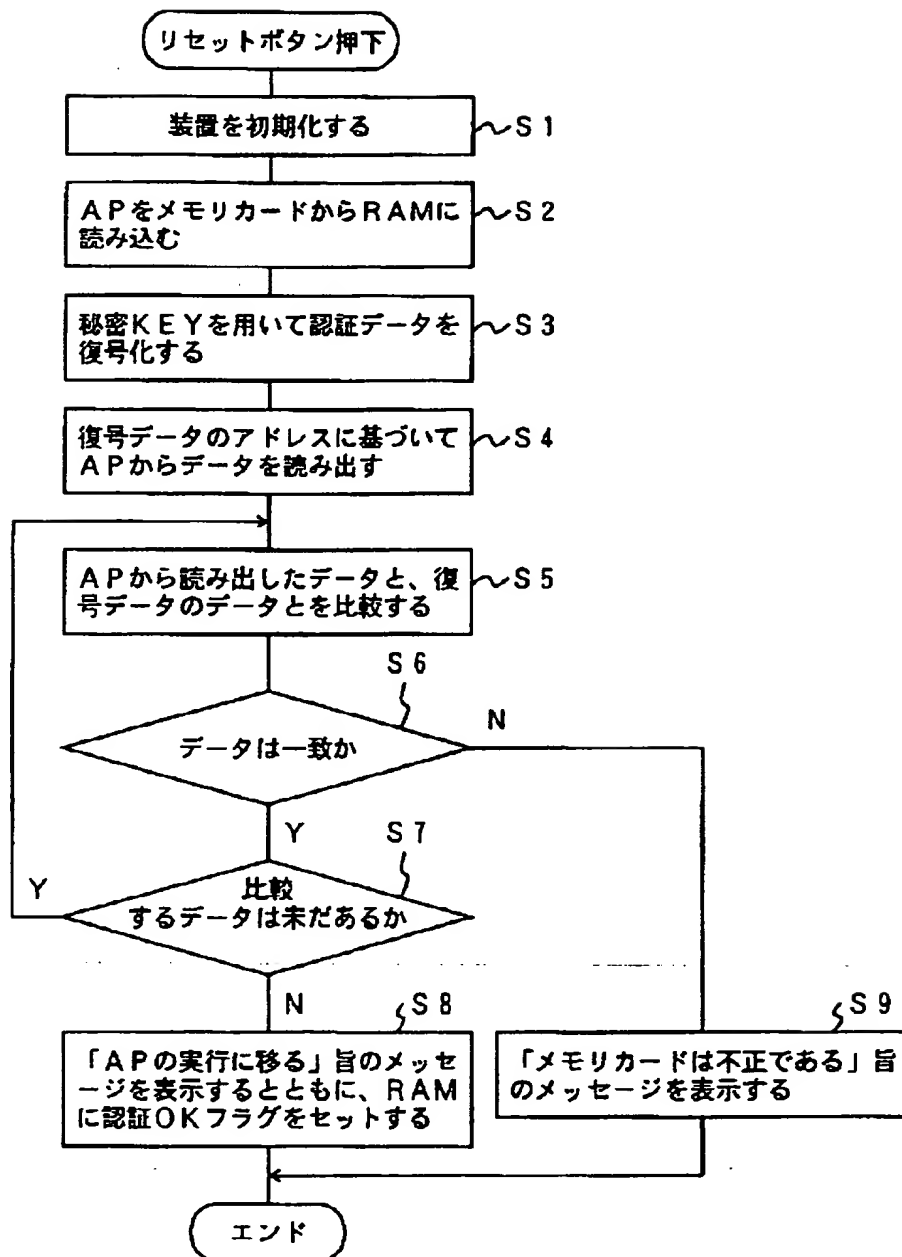 リセットボタン押下
装置を初期化する
S1
APをメモリカードからRAMに
読み込む
S2
秘密KEYを用いて認証データを
復号化する
S3
復号データのアドレスに基づいて
APからデータを読み出す
S4
APから読み出したデータと、復
号データのデータとを比較する
S5
S6
データは一致か
N
Y
S7
比較
するデータは未だあるか
Y
N
S8
「APの実行に移る」旨のメッセ
ージを表示するとともに、RAM
に認証OKフラグをセットする
S9
「メモリカードは不正である」旨
のメッセージを表示する
エンド